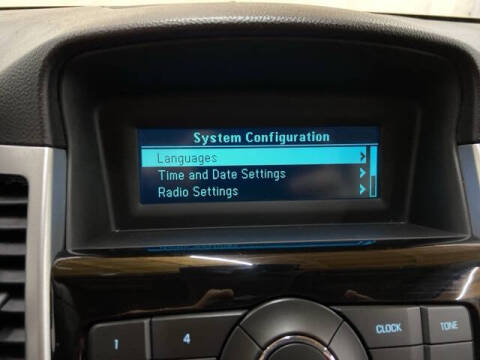 System Configuration
Languages
Time and Date Settings
Radio Settings
1
4
CLOCK
TONE